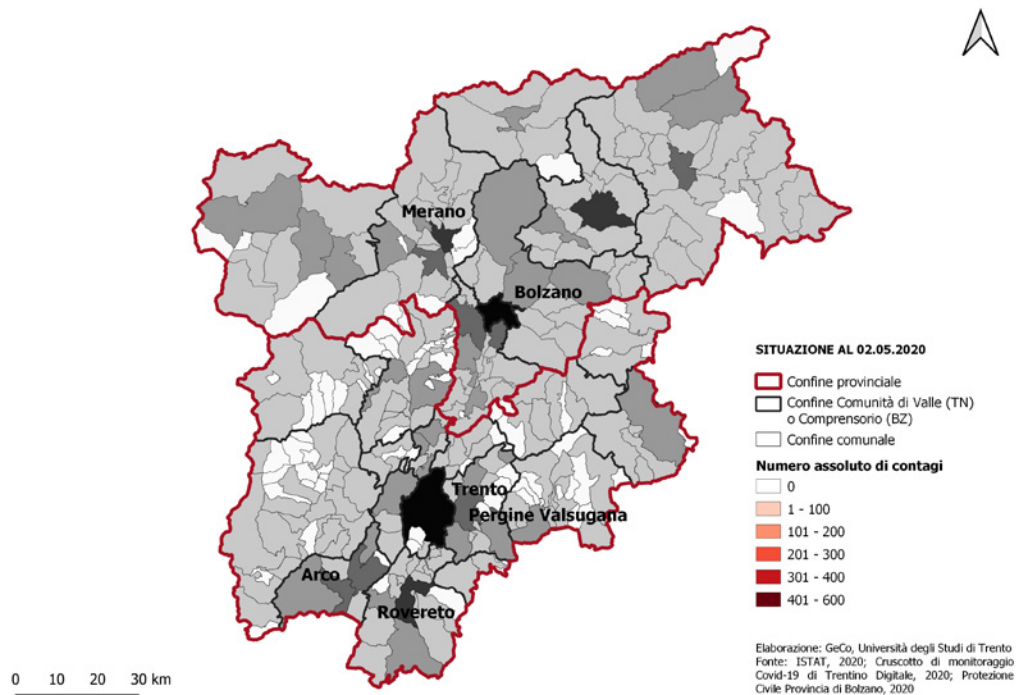 Merano
Bolzano
Trento
Pergine Valsugana
Arco
Rovereto
SITUAZIONE AL 02.05.2020
Confine provinciale
Confine Comunità di Valle (TN)
o Comprensorio (BZ)
Confine comunale
Numero assoluto di contagi
0
1 - 100
101 - 200
201 - 300
301 - 400
401 - 600
Elaborazione: GeCo, Università degli Studi di Trento
Fonte: ISTAT, 2020; Cruscotto di monitoraggio
Covid-19 di Trentino Digitale, 2020; Protezione
Civile Provincia di Bolzano, 2020
0 10 20 30 km